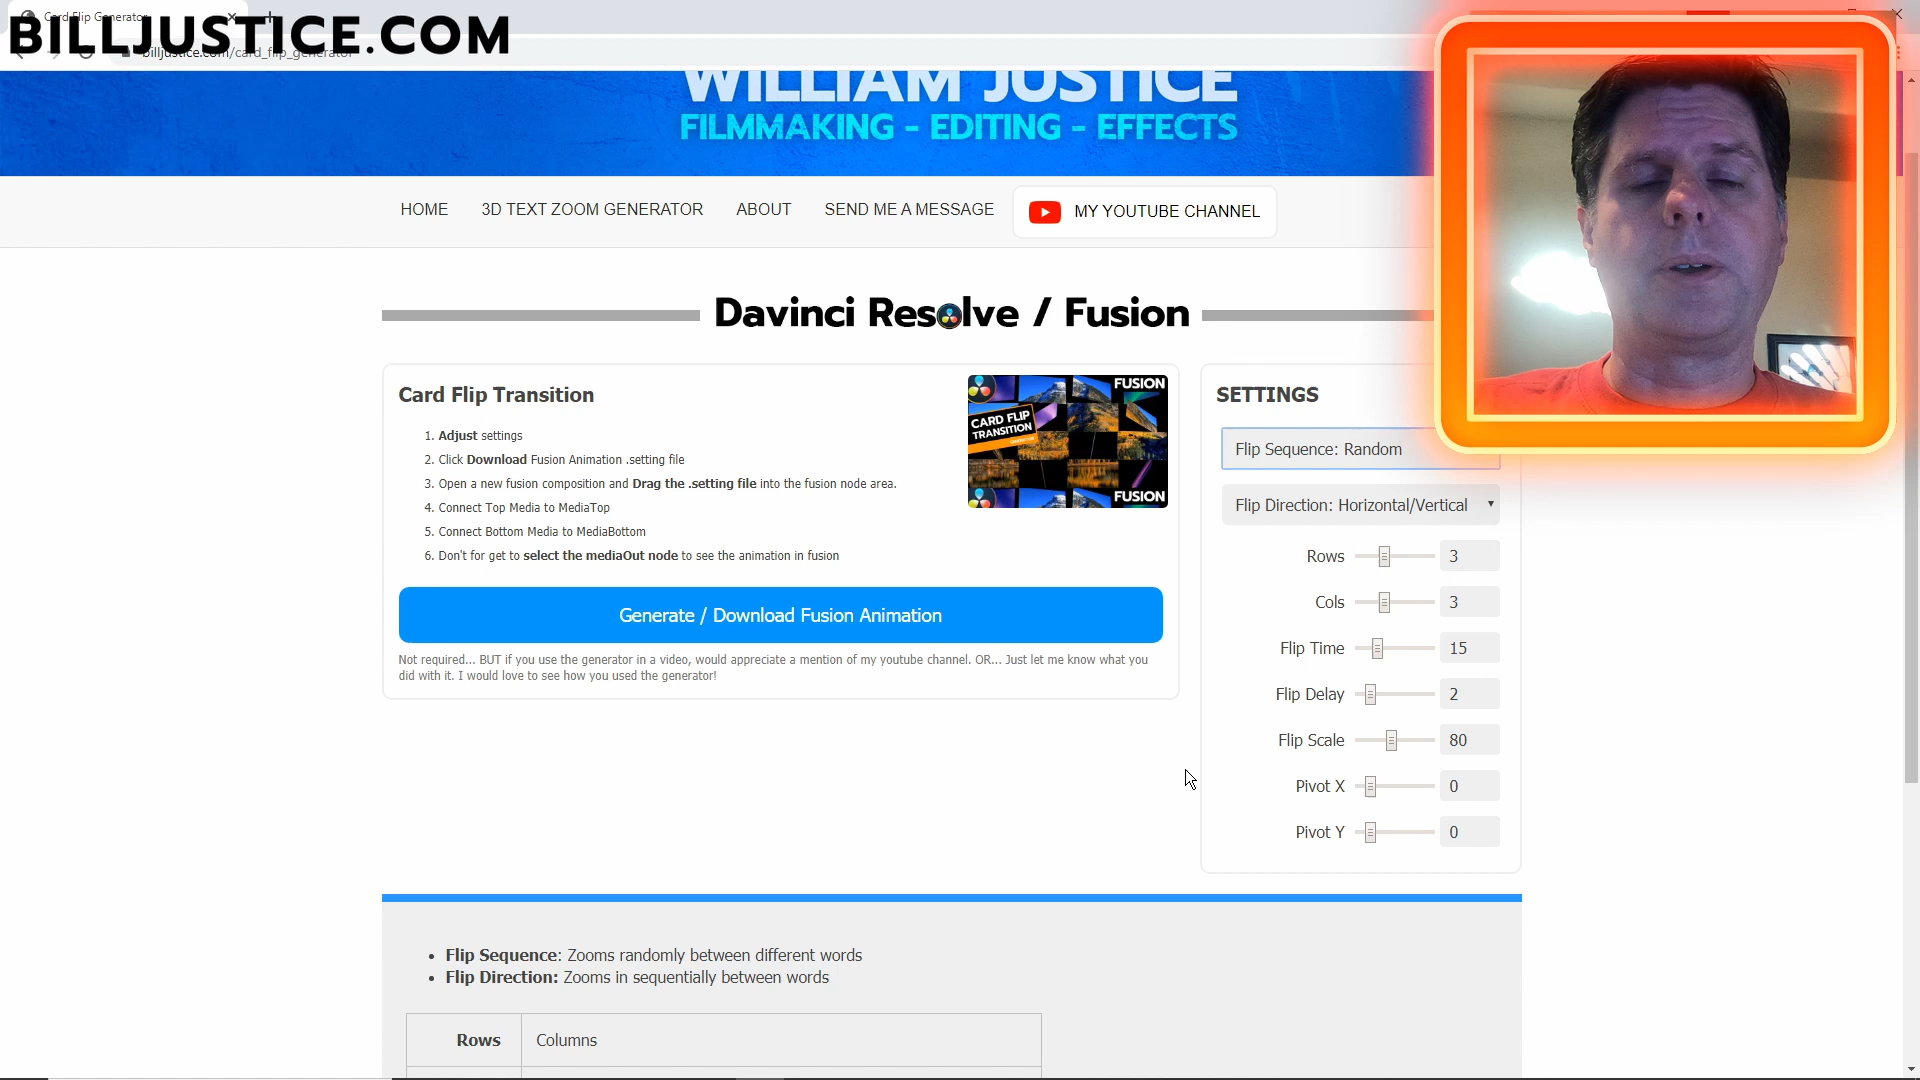 Card Flip Generator
BILLJUSTICE.COM
billjustice.com/card_flip_generator
WILLIAM JUSTICE
FILMMAKING - EDITING - EFFECTS
HOME
3D TEXT ZOOM GENERATOR
ABOUT
SEND ME A MESSAGE
MY YOUTUBE CHANNEL
Davinci Resolve / Fusion
Card Flip Transition
1. Adjust settings
2. Click Download Fusion Animation .setting file
3. Open a new fusion composition and Drag the .setting file into the fusion node area.
4. Connect Top Media to MediaTop
5. Connect Bottom Media to MediaBottom
6. Don't for get to select the mediaOut node to see the animation in fusion
FUSION
CARD FLIP
TRANSITION
FUSION
Generate / Download Fusion Animation
Not required... BUT if you use the generator in a video, would appreciate a mention of my youtube channel. OR... Just let me know what you
did with it. I would love to see how you used the generator!
SETTINGS
Flip Sequence: Random
Flip Direction: Horizontal/Vertical
Rows 3
Cols 3
Flip Time 15
Flip Delay 2
Flip Scale 80
Pivot X 0
Pivot Y 0
• Flip Sequence: Zooms randomly between different words
• Flip Direction: Zooms in sequentially between words
Rows Columns